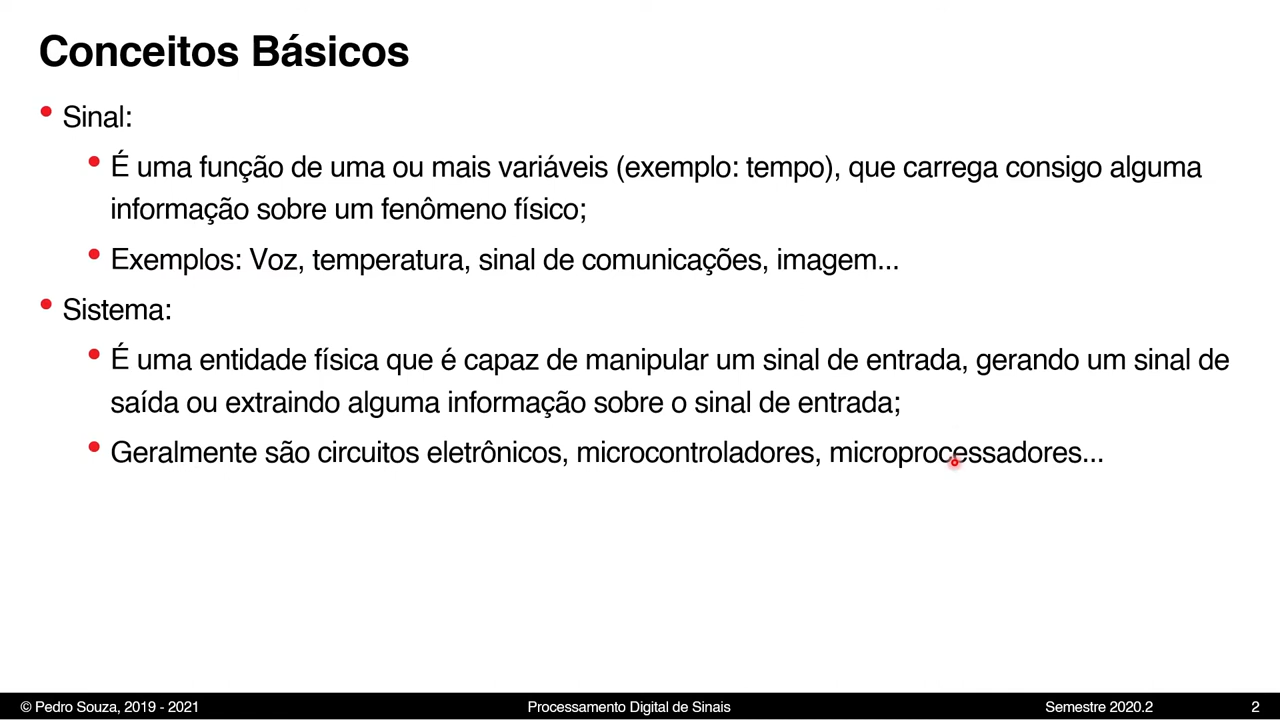 Conceitos Básicos
• Sinal:
• É uma função de uma ou mais variáveis (exemplo: tempo), que carrega consigo alguma
informação sobre um fenômeno físico;
• Exemplos: Voz, temperatura, sinal de comunicações, imagem...
• Sistema:
• É uma entidade física que é capaz de manipular um sinal de entrada, gerando um sinal de
saída ou extraindo alguma informação sobre o sinal de entrada;
• Geralmente são circuitos eletrônicos, microcontroladores, microprocessadores...
© Pedro Souza, 2019 - 2021 Processamento Digital de Sinais Semestre 2020.2 2